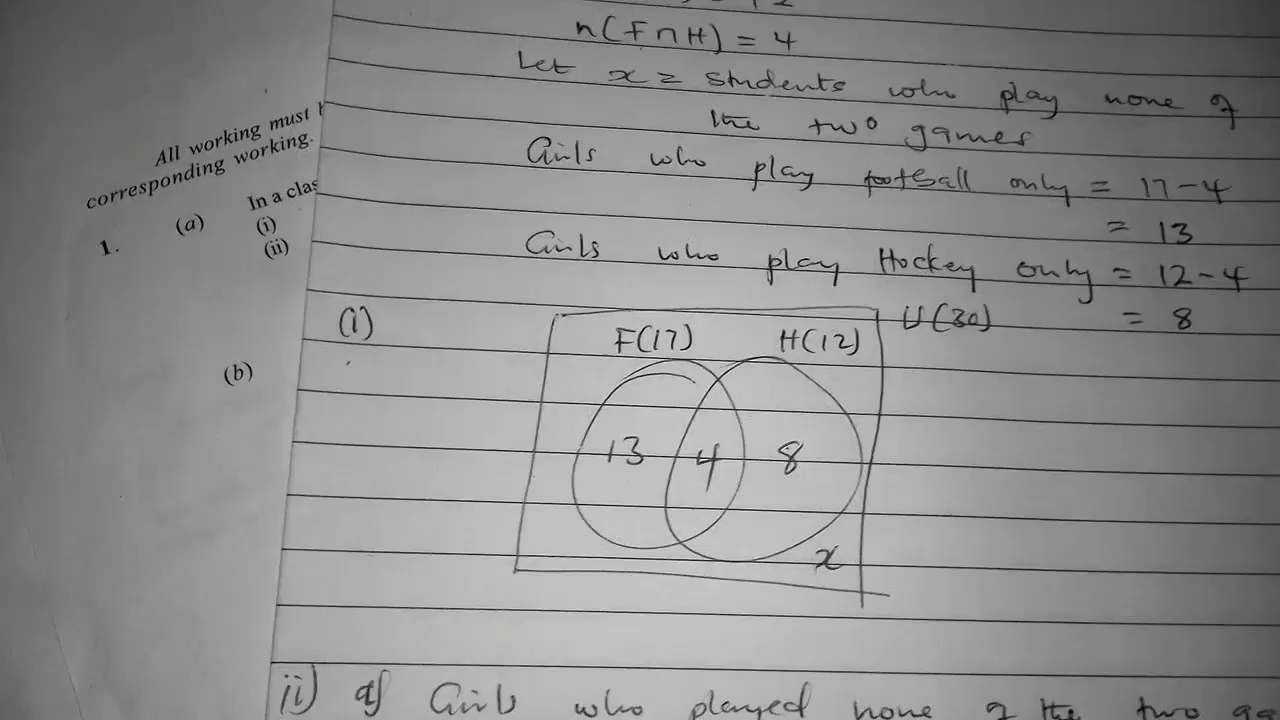 n(F∩H) = 4
Let x = students who play none of
the two games
Girls who play football only = 17-4
= 13
Girls who play Hockey only = 12-4
= 8
All working must
corresponding working.
1. (a) In a clas
(i)
(ii)
(b)
(i)
U(30)
F(17) H(12)
13 4 8
x
ii) a) Girls who played none of the two